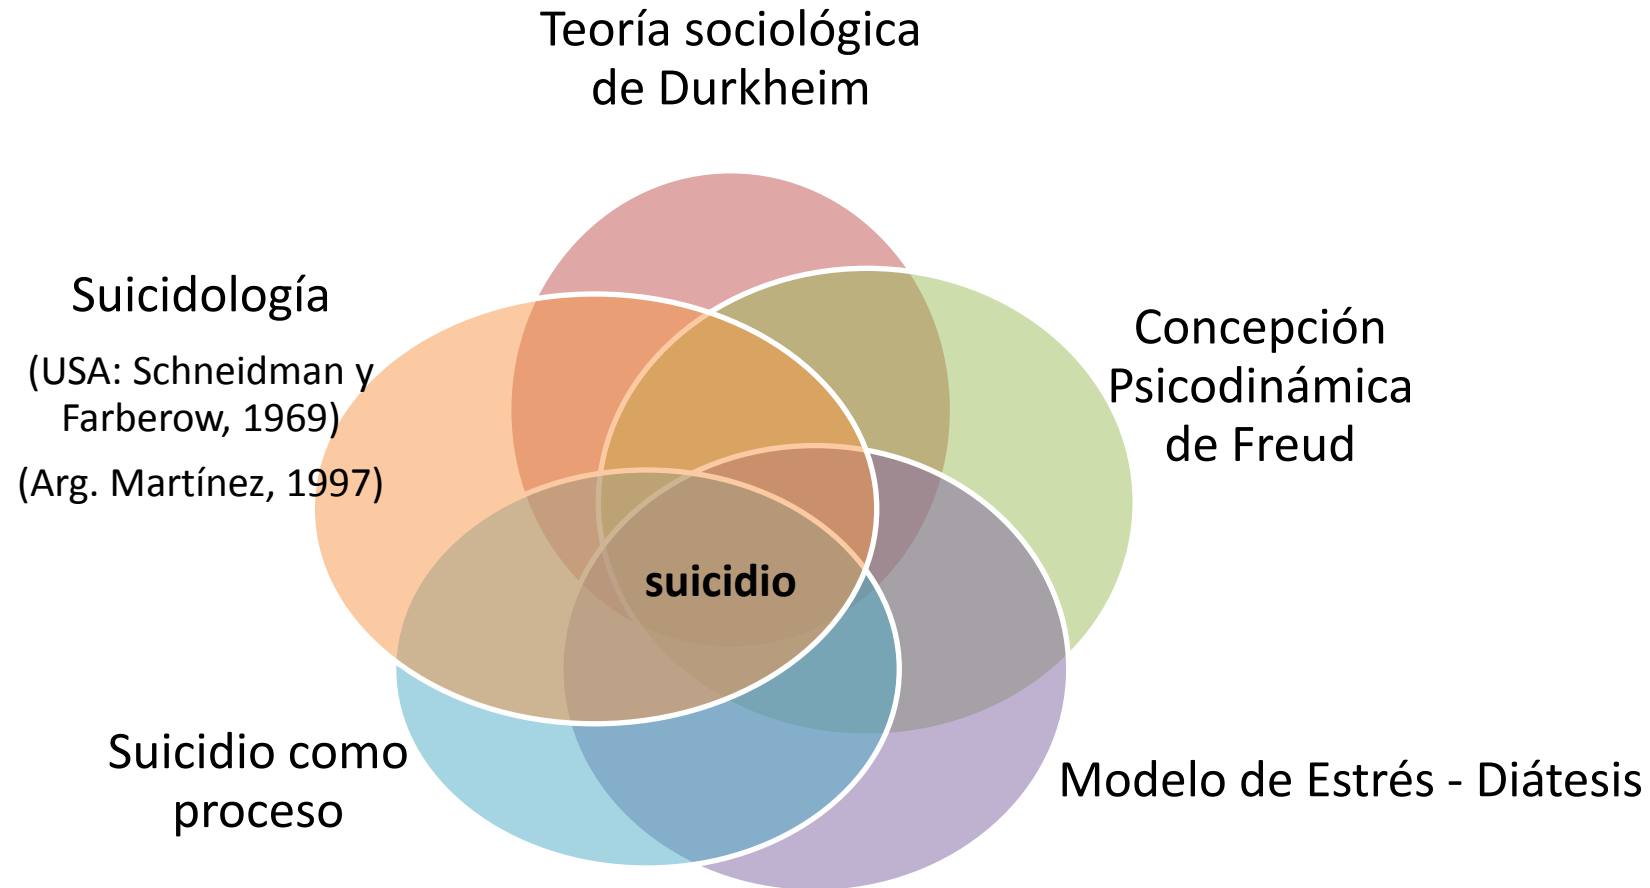 Teoría sociológica
de Durkheim
Suicidología
(USA: Schneidman y
Farberow, 1969)
(Arg. Martínez, 1997)
Concepción
Psicodinámica
de Freud
suicidio
Suicidio como
proceso
Modelo de Estrés - Diátesis